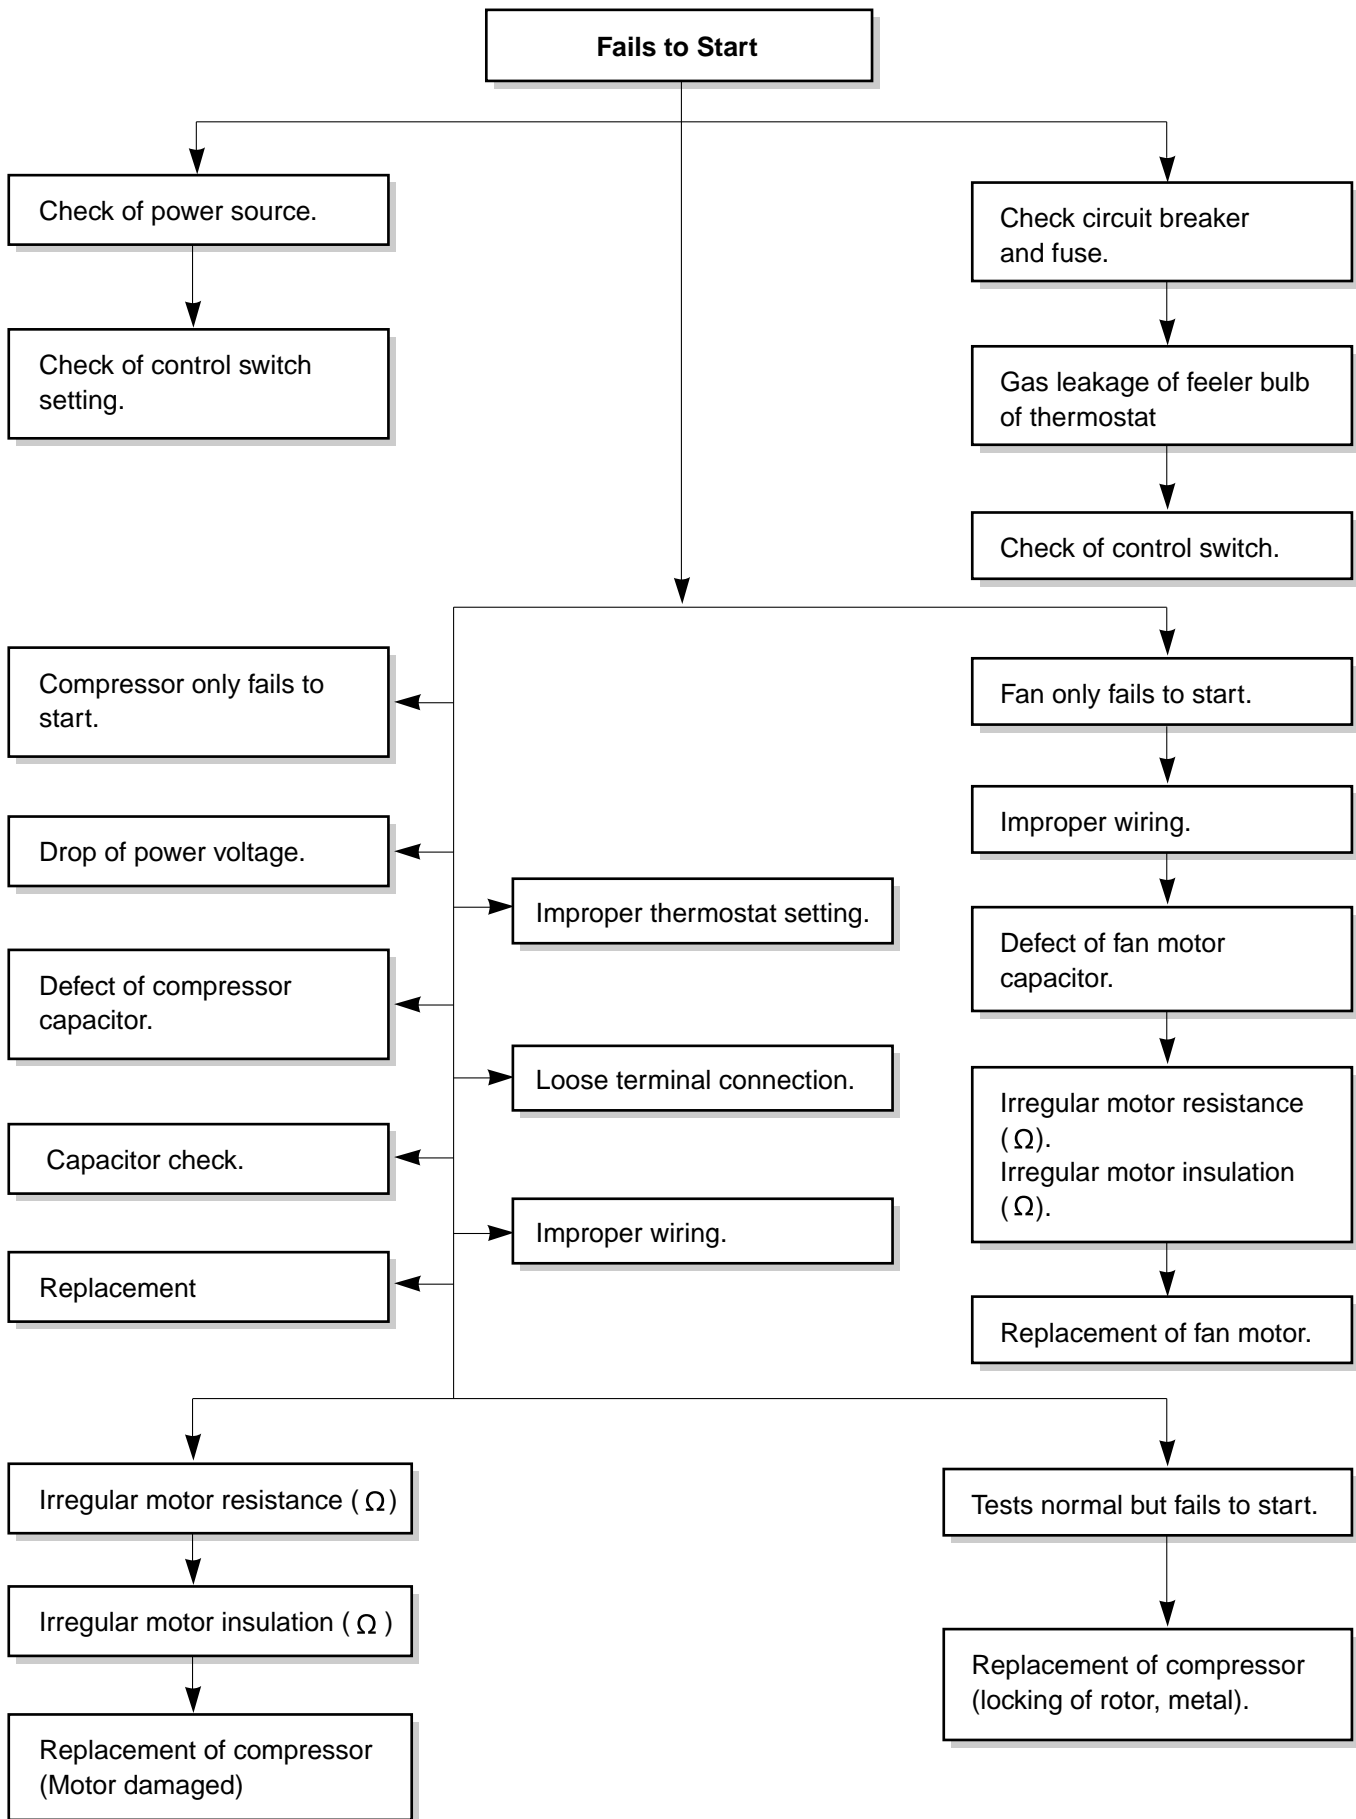 Fails to Start
Check of power source.
Check circuit breaker
and fuse.
Check of control switch
setting.
Gas leakage of feeler bulb
of thermostat
Check of control switch.
Compressor only fails to
start.
Fan only fails to start.
Drop of power voltage.
Improper wiring.
Improper thermostat setting.
Defect of fan motor
capacitor.
Defect of compressor
capacitor.
Loose terminal connection.
Irregular motor resistance
(Ω).
Irregular motor insulation
(Ω).
Capacitor check.
Improper wiring.
Replacement
Replacement of fan motor.
Irregular motor resistance (Ω)
Tests normal but fails to start.
Irregular motor insulation (Ω )
Replacement of compressor
(locking of rotor, metal).
Replacement of compressor
(Motor damaged)